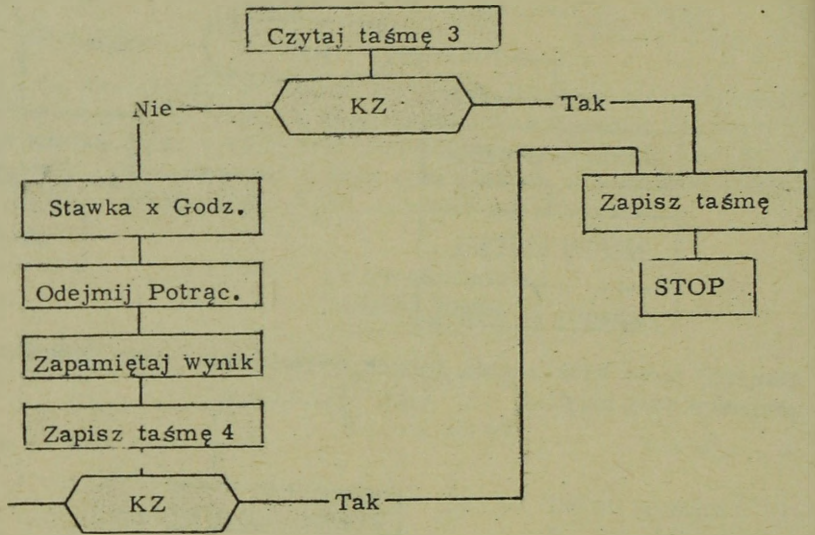 Czytaj taśmę 3
Nie
KZ
Tak
Stawka x Godz.
Zapisz taśmę
Odejmij Potrąc.
STOP
Zapamiętaj wynik
Zapisz taśmę 4
KZ
Tak